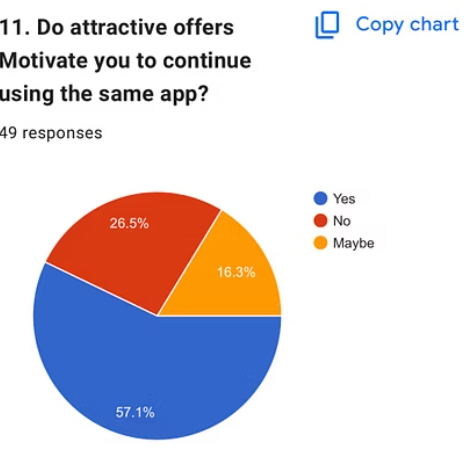 11. Do attractive offers
Motivate you to continue
using the same app?
Copy chart
49 responses
Yes
No
Maybe
26.5%
16.3%
57.1%